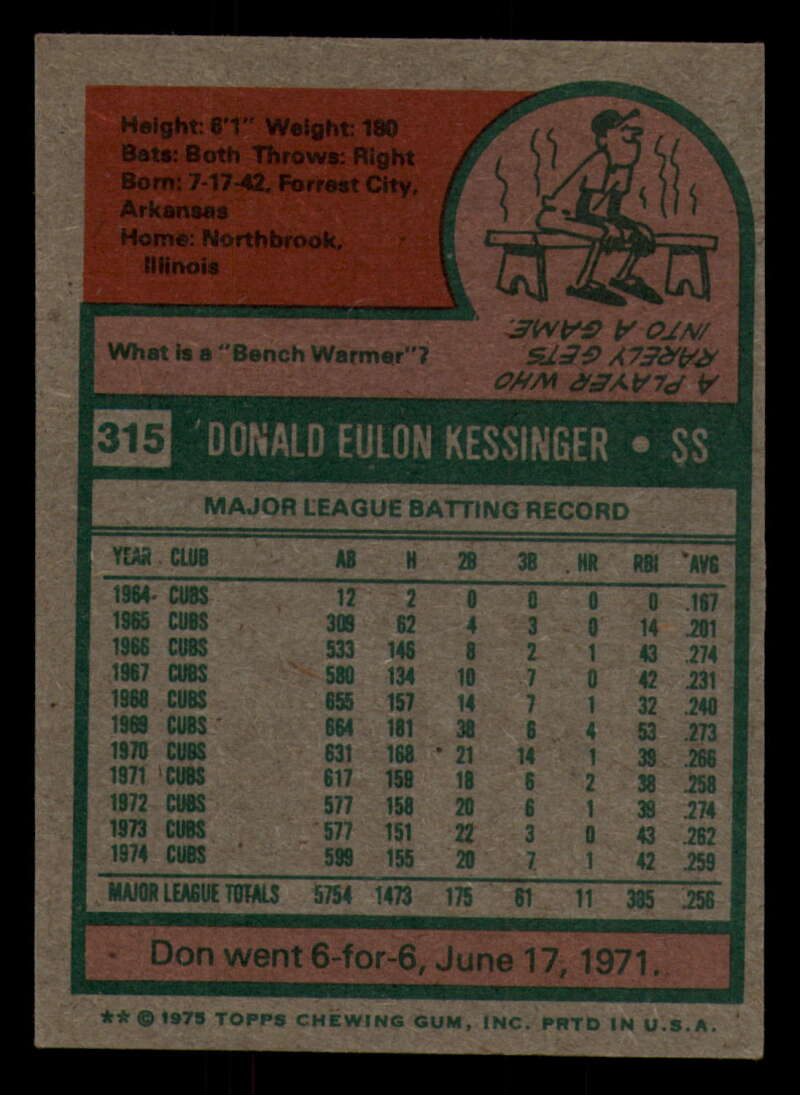 Height: 6'1" Weight: 180
Bats: Both Throws: Right
Born: 7-17-42, Forrest City,
Arkansas
Home: Northbrook,
Illinois
What is a "Bench Warmer"?
A PLAYER WHO
RARELY GETS
INTO A GAME.
315 DONALD EULON KESSINGER • SS
MAJOR LEAGUE BATTING RECORD
YEAR CLUB AB H 2B 3B HR RBI AVG
1964 CUBS 12 2 0 0 0 0 .167
1965 CUBS 309 62 4 3 0 14 .201
1966 CUBS 533 146 8 2 1 43 .274
1967 CUBS 580 134 10 7 0 42 .231
1968 CUBS 655 157 14 7 1 32 .240
1969 CUBS 664 181 38 6 4 53 .273
1970 CUBS 631 168 21 14 1 39 .266
1971 CUBS 617 159 18 6 2 38 .258
1972 CUBS 577 158 20 6 1 39 .274
1973 CUBS 577 151 22 3 0 43 .262
1974 CUBS 599 155 20 7 1 42 .259
MAJOR LEAGUE TOTALS 5754 1473 175 61 11 385 .256
Don went 6-for-6, June 17, 1971.
** © 1975 TOPPS CHEWING GUM, INC. PRTD IN U.S.A.